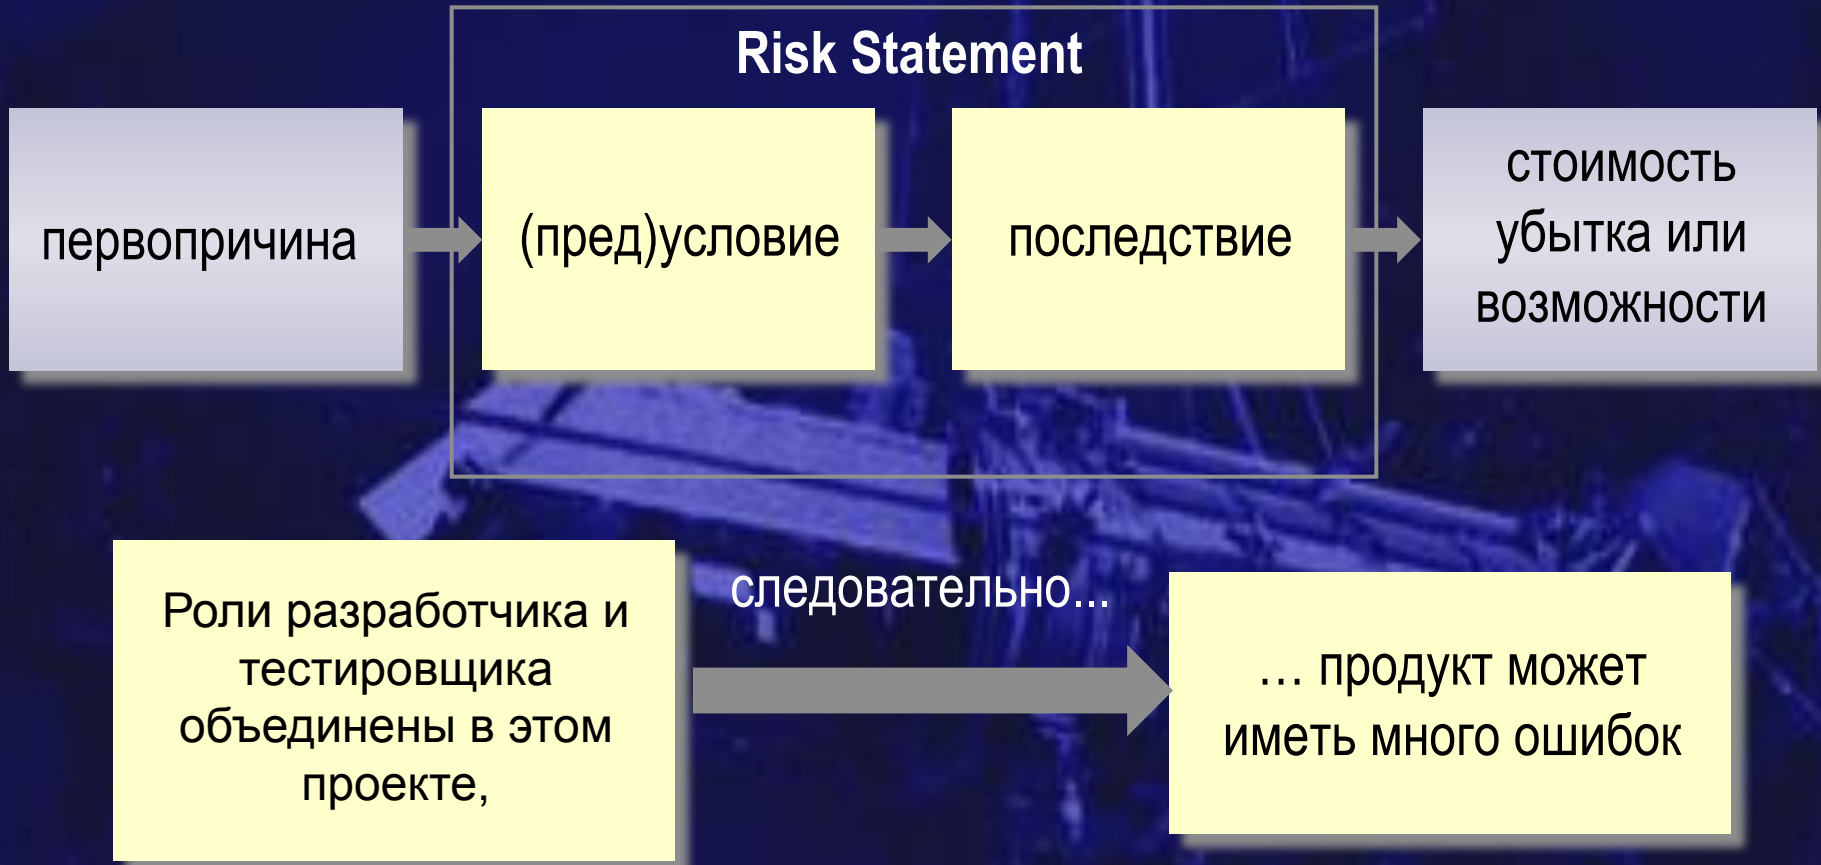 Risk Statement
первопричина
(пред)условие
последствие
стоимость
убытка или
возможности
Роли разработчика и
тестировщика
объединены в этом
проекте,
следовательно...
… продукт может
иметь много ошибок